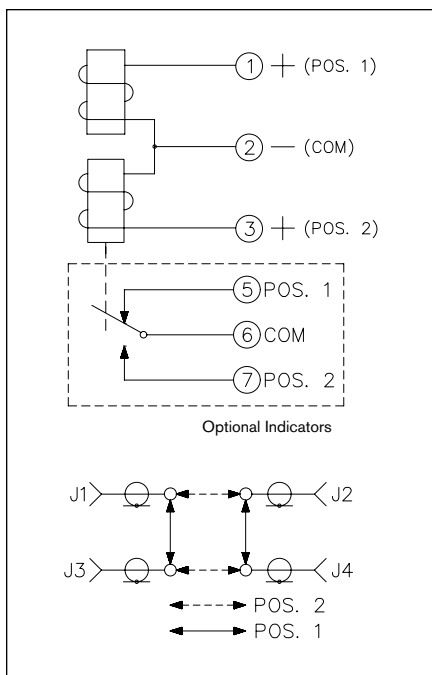 1 + (POS. 1)
2 — (COM)
3 + (POS. 2)
5 POS. 1
6 COM
7 POS. 2
Optional Indicators
J1 J2
J3 J4
POS. 2
POS. 1